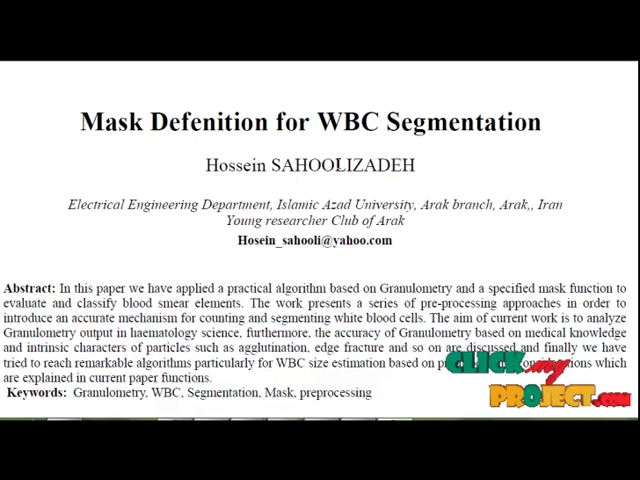 Mask Defenition for WBC Segmentation
Hossein SAHOOLIZADEH
Electrical Engineering Department, Islamic Azad University, Arak branch, Arak,, Iran
Young researcher Club of Arak
Hosein_sahooli@yahoo.com
Abstract: In this paper we have applied a practical algorithm based on Granulometry and a specified mask function to
evaluate and classify blood smear elements. The work presents a series of pre-processing approaches in order to
introduce an accurate mechanism for counting and segmenting white blood cells. The aim of current work is to analyze
Granulometry output in haematology science, furthermore, the accuracy of Granulometry based on medical knowledge
and intrinsic characters of particles such as agglutination, edge fracture and so on are discussed and finally we have
tried to reach remarkable algorithms particularly for WBC size estimation based on which
are explained in current paper functions.
Keywords: Granulometry, WBC, Segmentation, Mask, preprocessing
CLICK my
PROJECT.com